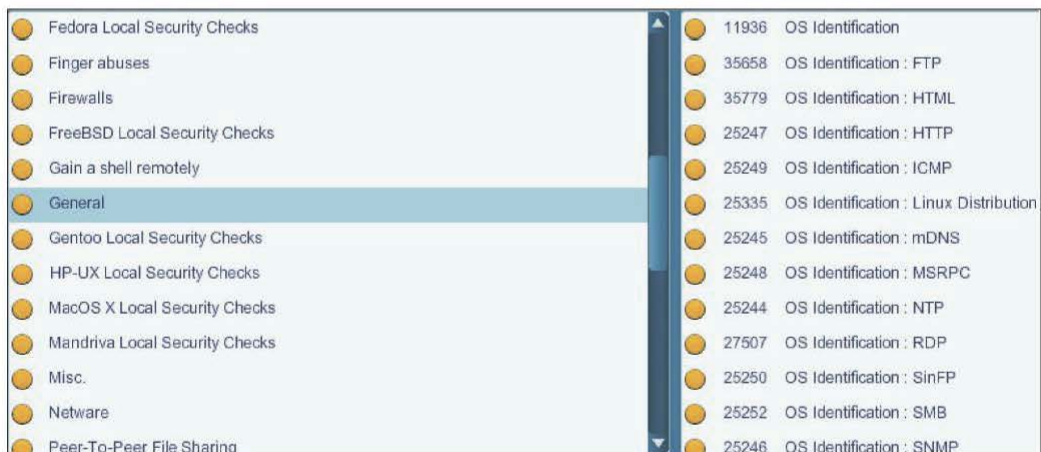 Fedora Local Security Checks
Finger abuses
Firewalls
FreeBSD Local Security Checks
Gain a shell remotely
General
Gentoo Local Security Checks
HP-UX Local Security Checks
MacOS X Local Security Checks
Mandriva Local Security Checks
Misc.
Netware
Peer-To-Peer File Sharing
11936 OS Identification
35658 OS Identification : FTP
35779 OS Identification : HTML
25247 OS Identification : HTTP
25249 OS Identification : ICMP
25335 OS Identification : Linux Distribution
25245 OS Identification : mDNS
25248 OS Identification : MSRPC
25244 OS Identification : NTP
27507 OS Identification : RDP
25250 OS Identification : SinFP
25252 OS Identification : SMB
25246 OS Identification : SNMP